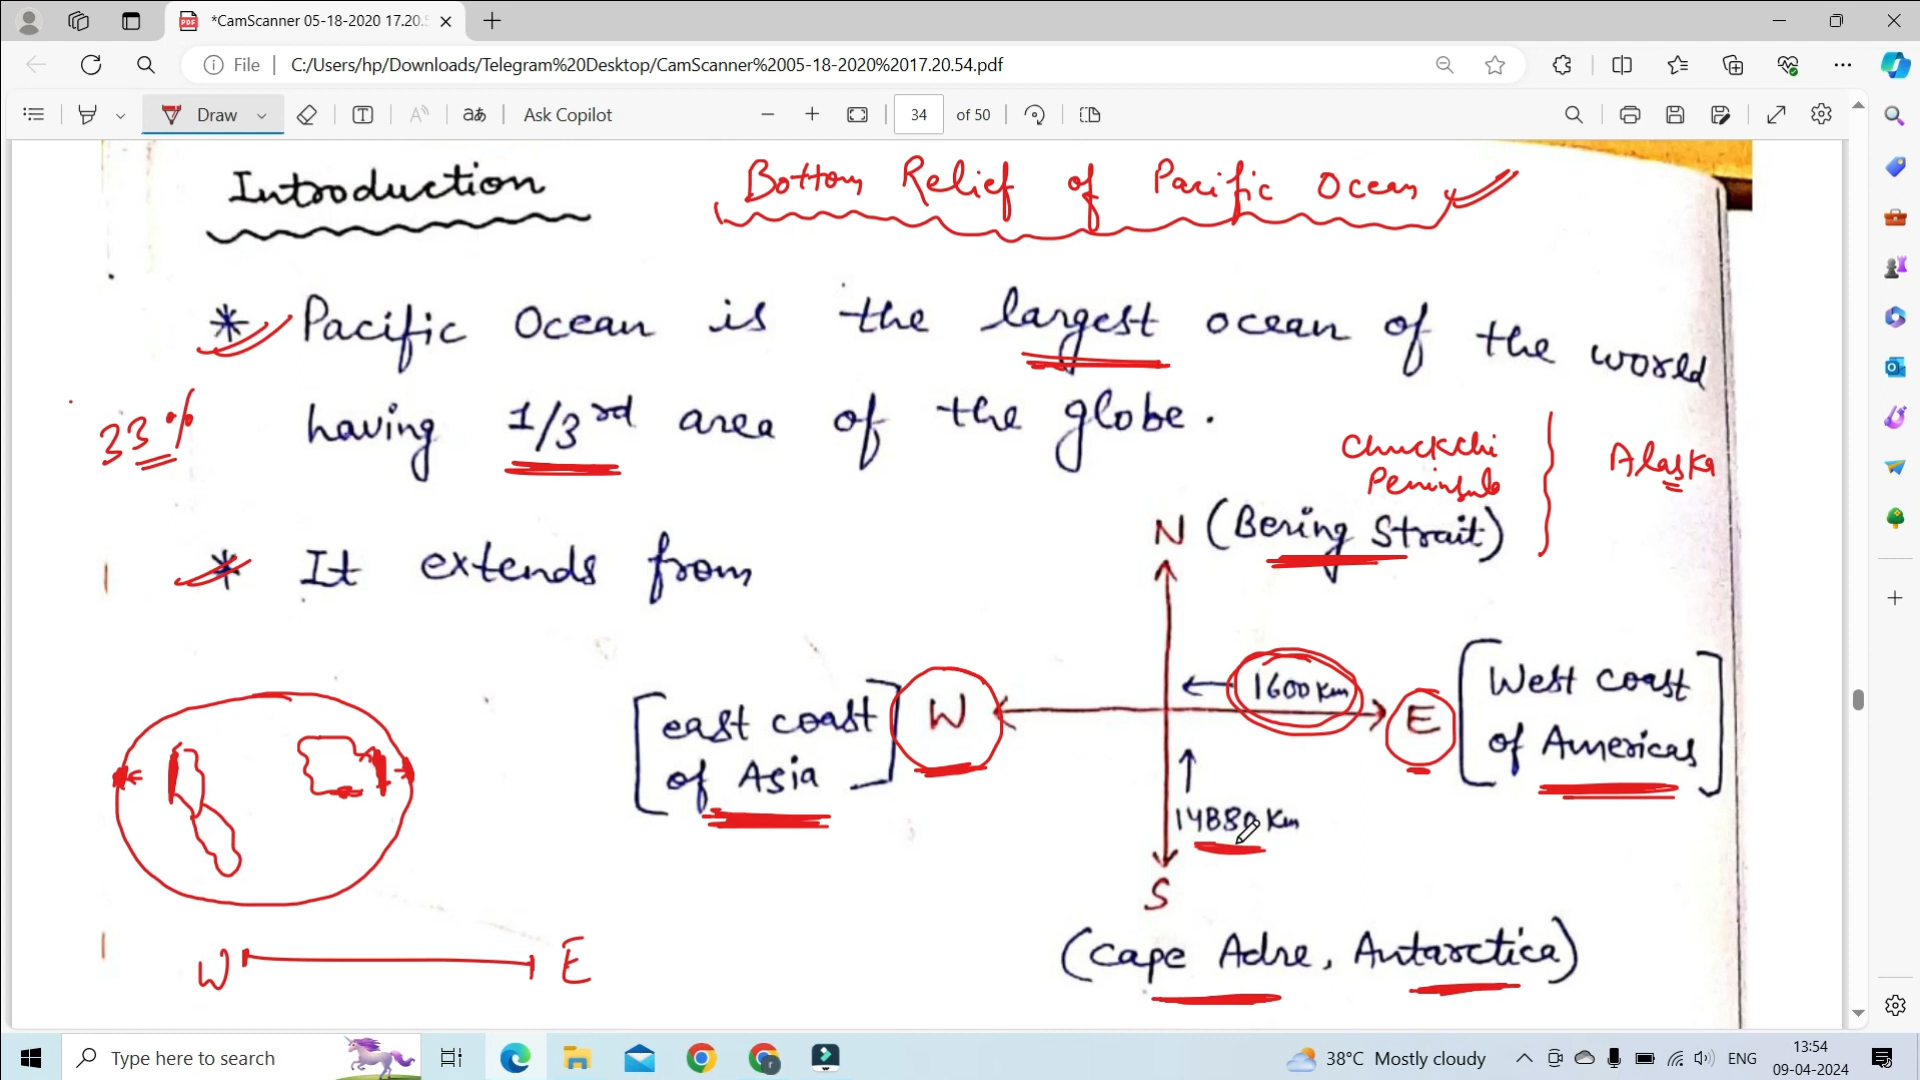 *CamScanner 05-18-2020 17.20.5
File
C:/Users/hp/Downloads/Telegram%20Desktop/CamScanner%2005-18-2020%2017.20.54.pdf
Draw
Ask Copilot
34 of 50
Introduction
Bottom Relief of Pacific Ocean
* Pacific Ocean is the largest ocean of the world
33%
having 1/3rd area of the globe.
Chuckchi
Peninsula
Alaska
N (Bering Strait)
* It extends from
1600 Km
[east coast
of Asia]
W
E
[West coast
of Americas]
14880 Km
S
(Cape Adre, Antarctica)
W E
Type here to search
38°C Mostly cloudy
ENG
13:54
09-04-2024